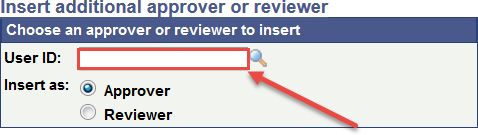 Insert additional approver or reviewer
Choose an approver or reviewer to insert
User ID:
Insert as: Approver
Reviewer